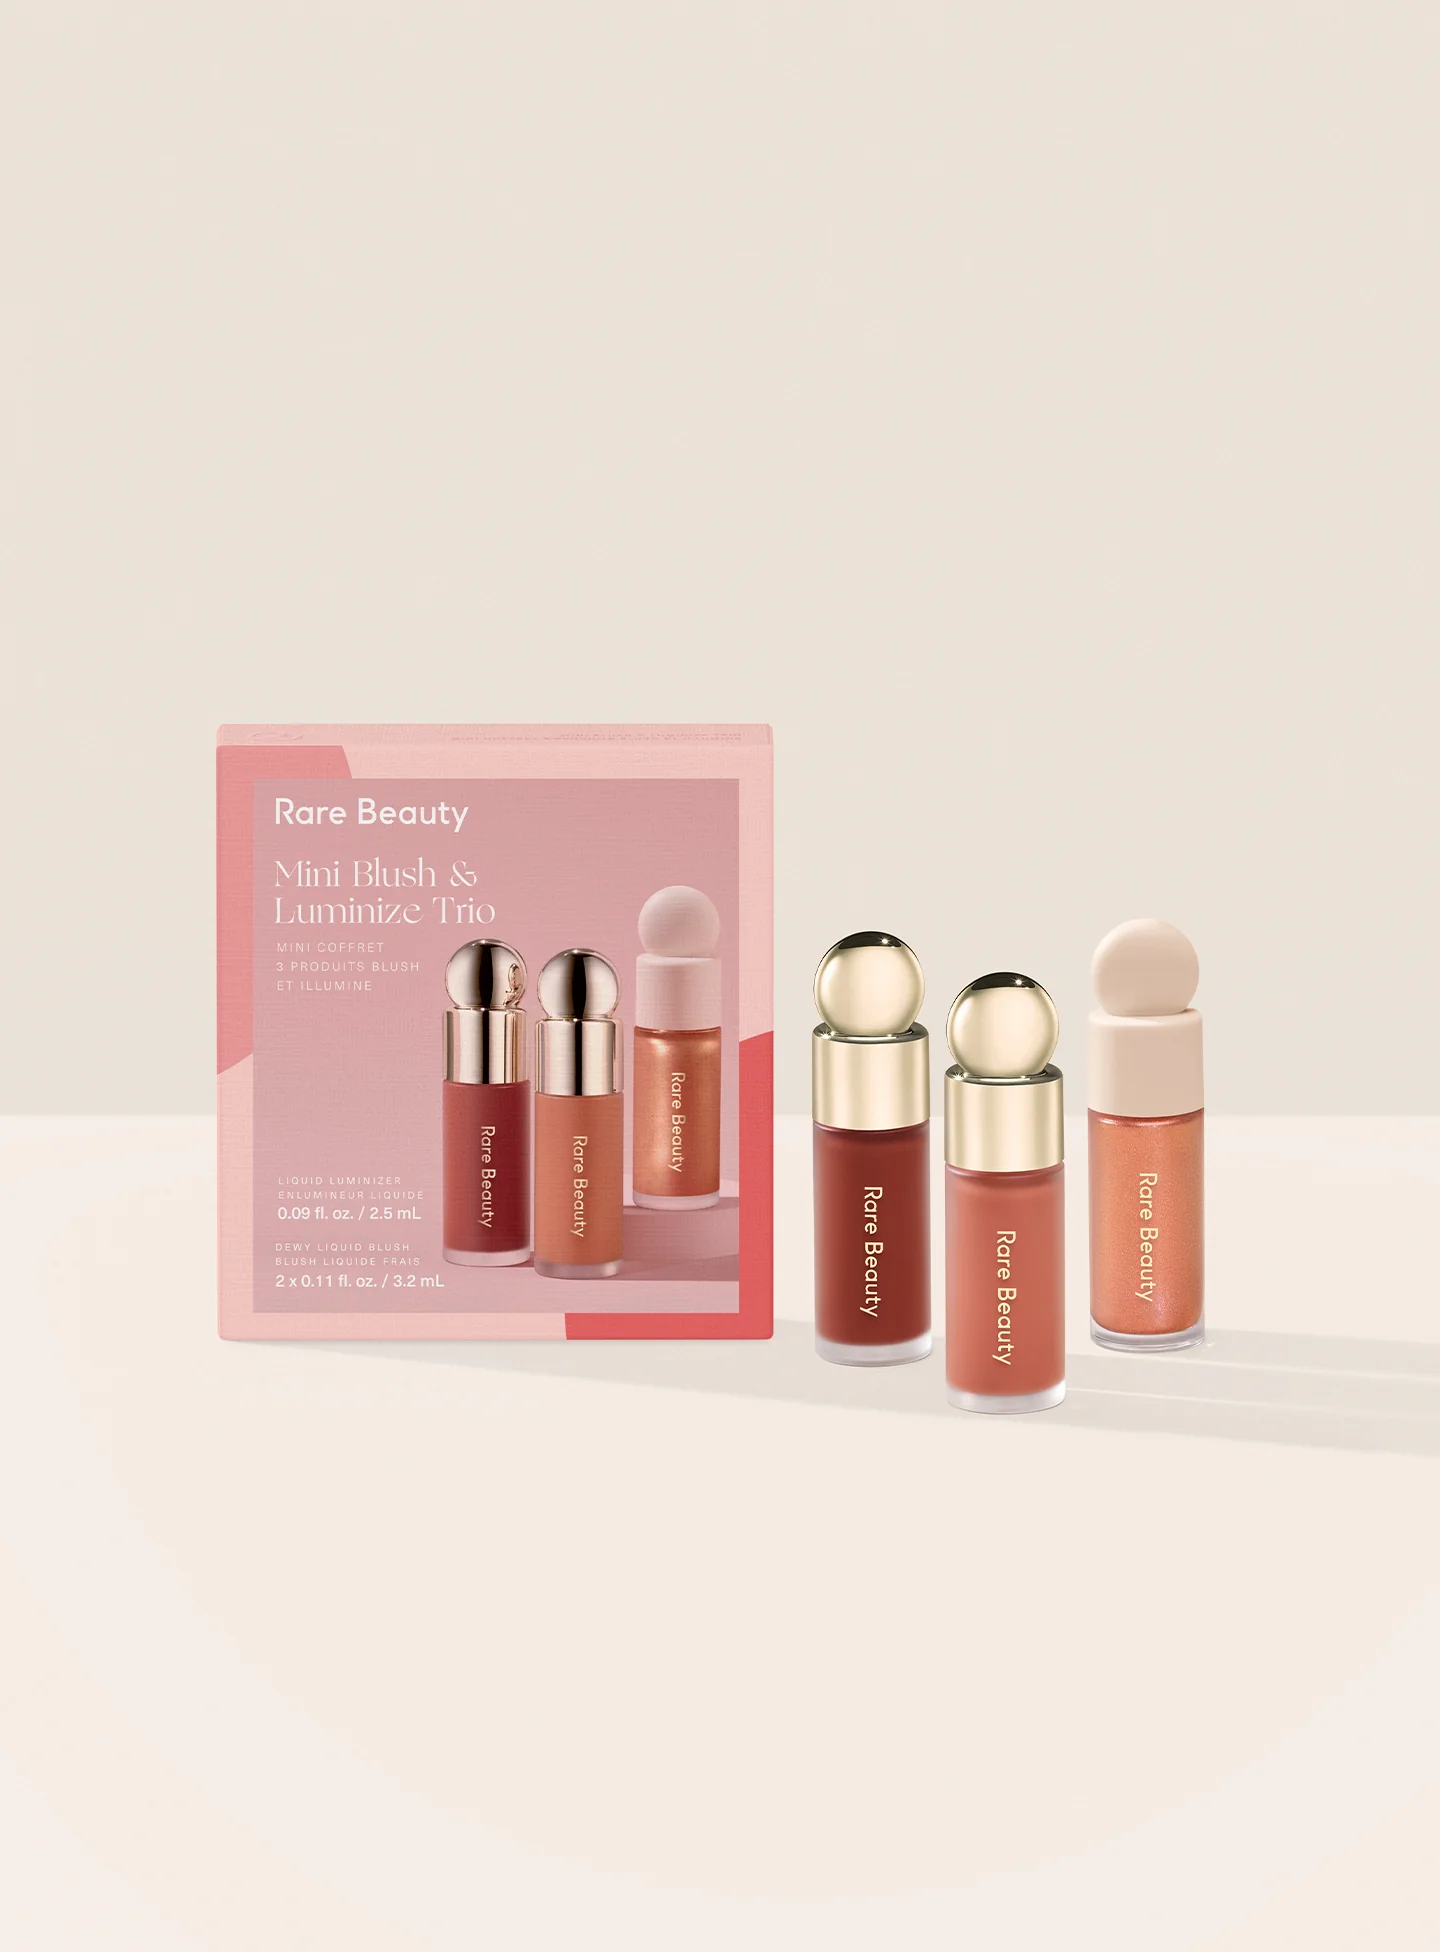 Rare Beauty
Mini Blush &
Luminize Trio
MINI COFFRET
3 PRODUITS BLUSH
ET ILLUMINE
LIQUID LUMINIZER
ENLUMINEUR LIQUIDE
0.09 fl. oz. / 2.5 mL
DEWY LIQUID BLUSH
BLUSH LIQUIDE FRAIS
2 x 0.11 fl. oz. / 3.2 mL
Rare Beauty
Rare Beauty
Rare Beauty
Rare Beauty
Rare Beauty
Rare Beauty